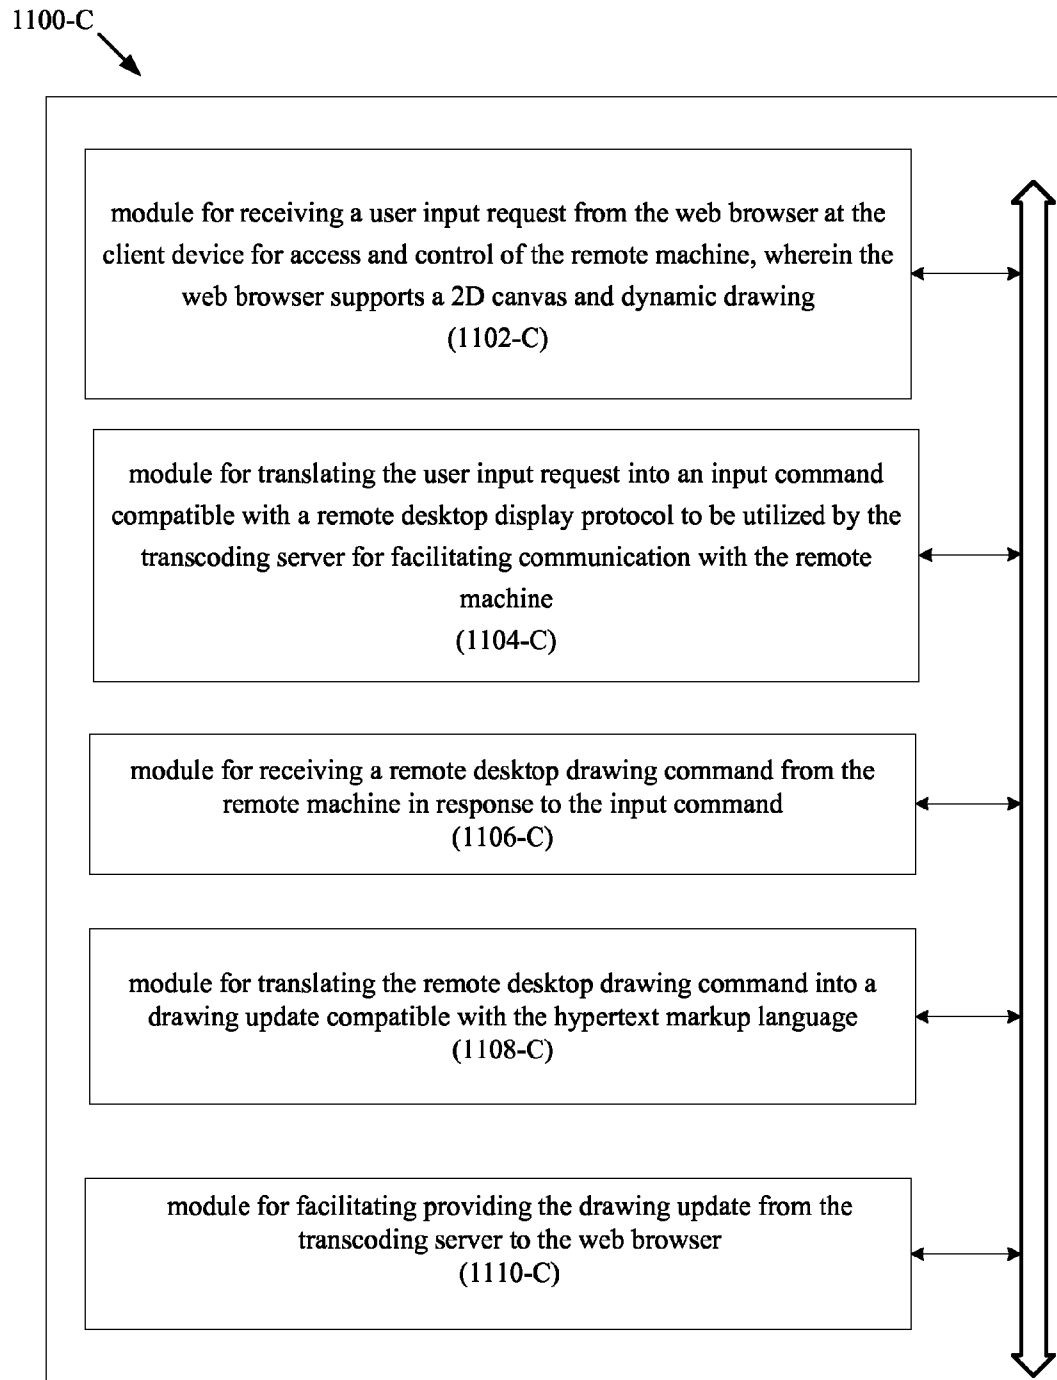 1100-C
module for receiving a user input request from the web browser at the
client device for access and control of the remote machine, wherein the
web browser supports a 2D canvas and dynamic drawing
(1102-C)
module for translating the user input request into an input command
compatible with a remote desktop display protocol to be utilized by the
transcoding server for facilitating communication with the remote
machine
(1104-C)
module for receiving a remote desktop drawing command from the
remote machine in response to the input command
(1106-C)
module for translating the remote desktop drawing command into a
drawing update compatible with the hypertext markup language
(1108-C)
module for facilitating providing the drawing update from the
transcoding server to the web browser
(1110-C)